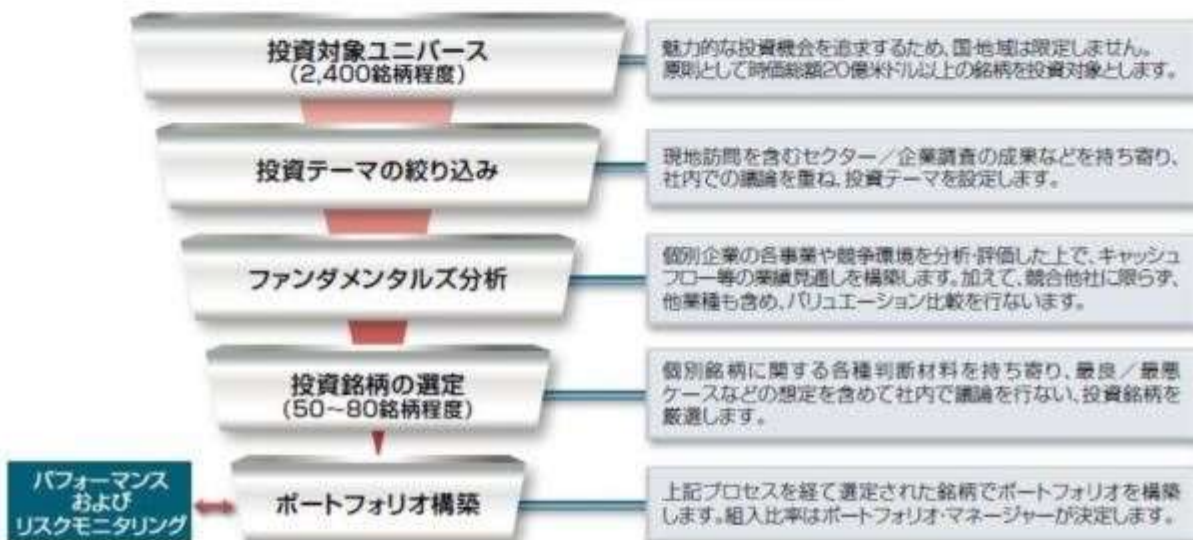 投資対象ユニバース
(2,400銘柄程度)
魅力的な投資機会を追求するため、国・地域は限定しません。
原則として時価総額20億米ドル以上の銘柄を投資対象とします。
投資テーマの絞り込み
現地訪問を含むセクター／企業調査の成果などを持ち寄り、
社内での議論を重ね、投資テーマを設定します。
ファンダメンタルズ分析
個別企業の各事業や競争環境を分析・評価した上で、キャッシュ
フロー等の業績見通しを構築します。加えて、競合他社に限らず、
他業種も含め、バリュエーション比較を行ないます。
投資銘柄の選定
(50～80銘柄程度)
個別銘柄に関する各種判断材料を持ち寄り、最良／最悪
ケースなどの想定を含めて社内で議論を行ない、投資銘柄を
厳選します。
パフォーマンス
および
リスクモニタリング
ポートフォリオ構築
上記プロセスを経て選定された銘柄でポートフォリオを構築
します。組入比率はポートフォリオ・マネージャーが決定します。